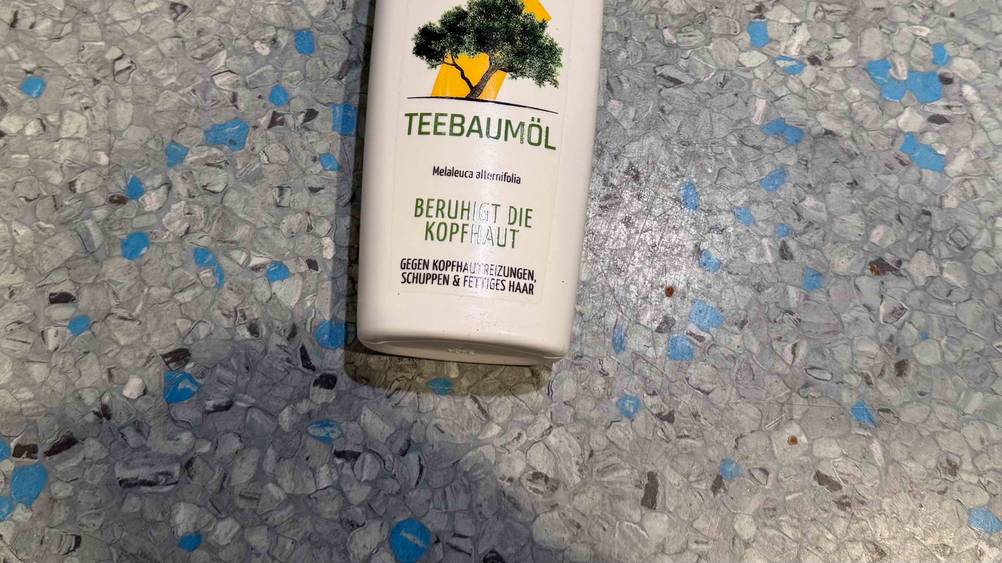 TEEBAUMÖL
Melaleuca alternifolia
BERUHIGT DIE
KOPFHAUT
GEGEN KOPFHAUTREIZUNGEN,
SCHUPPEN & FETTIGES HAAR